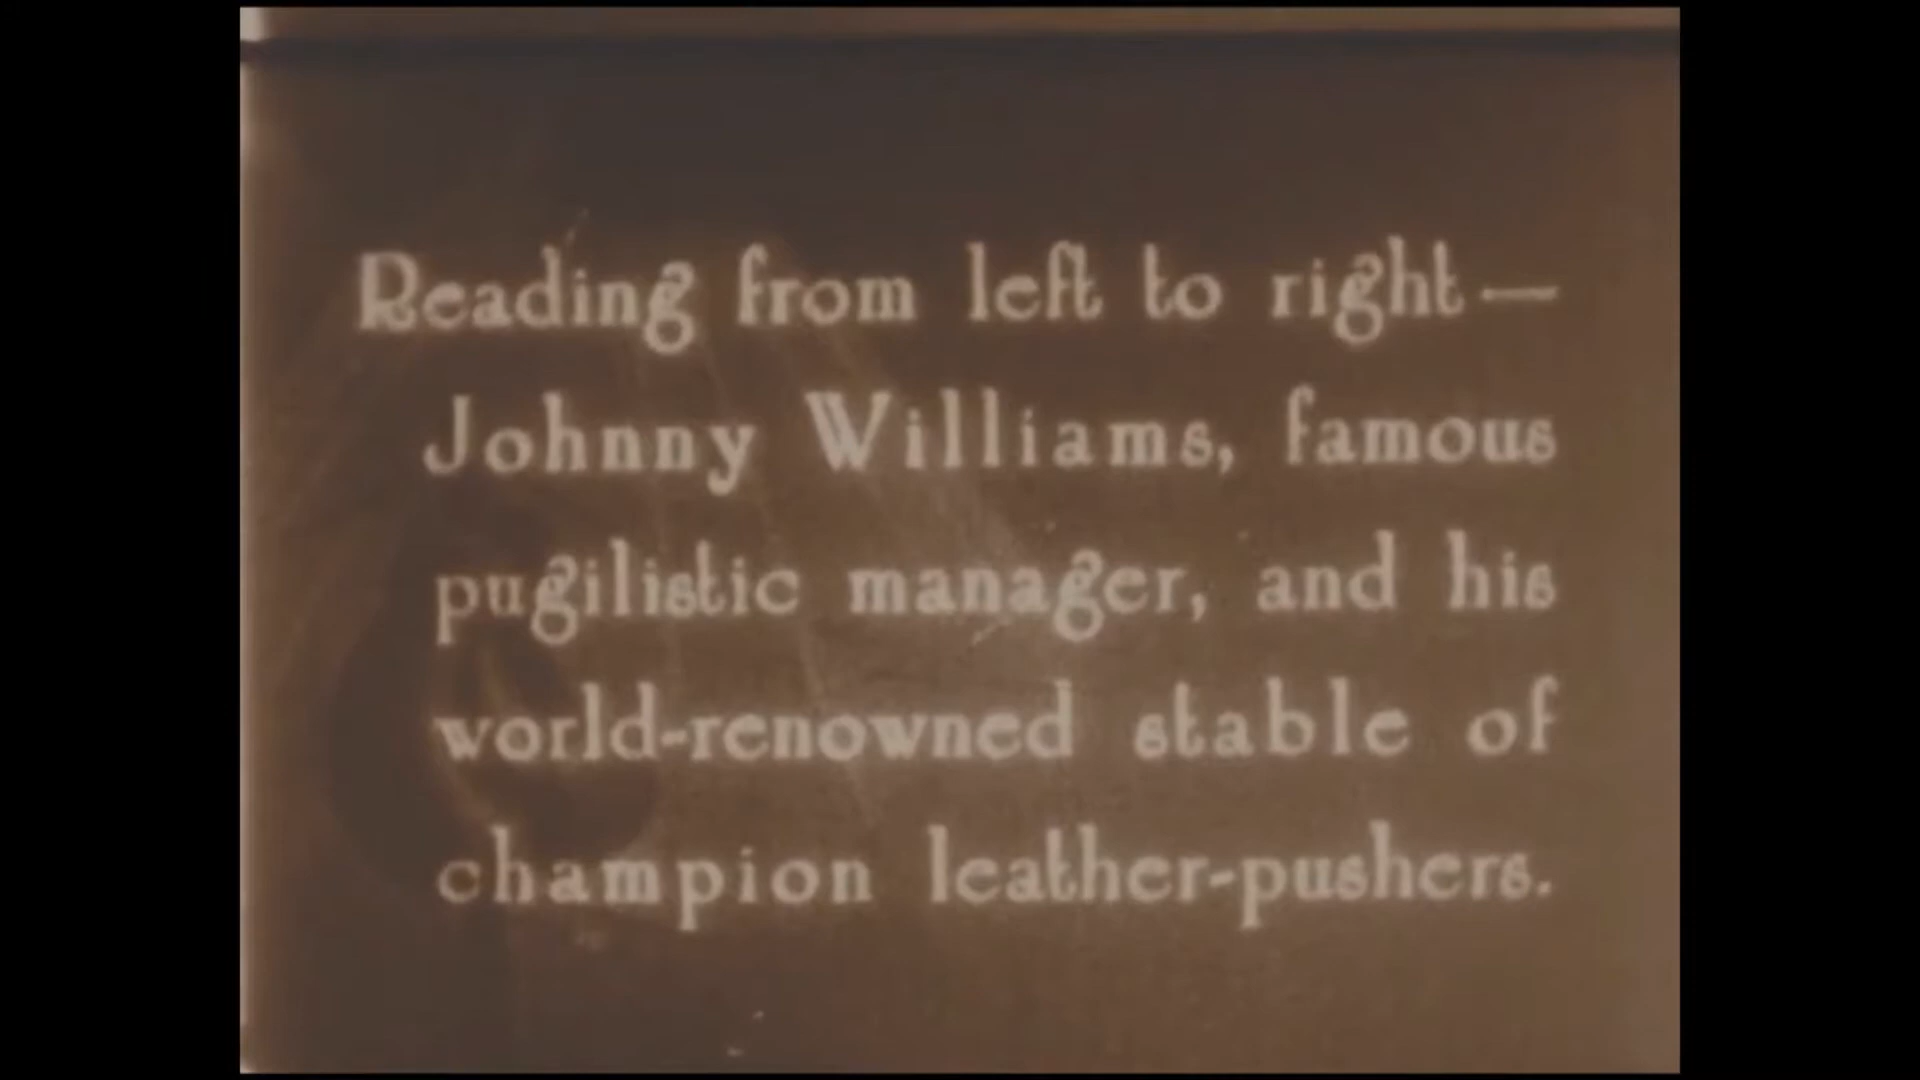 Reading from left to right—
Johnny Williams, famous
pugilistic manager, and his
world-renowned stable of
champion leather-pushers.